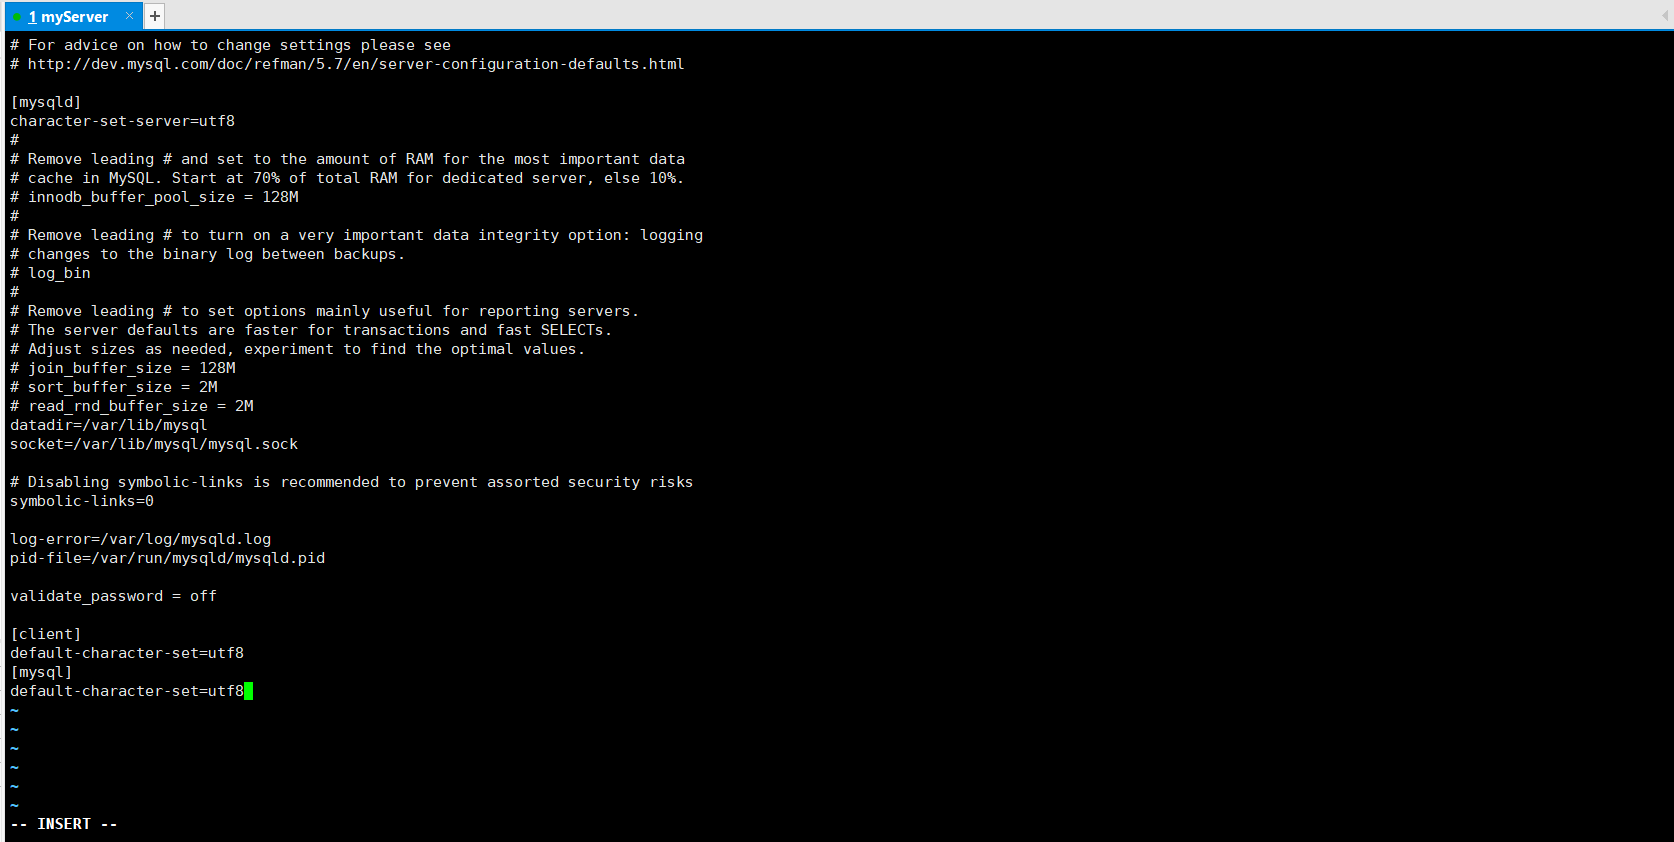 1 myServer × +
# For advice on how to change settings please see
# http://dev.mysql.com/doc/refman/5.7/en/server-configuration-defaults.html
[mysqld]
character-set-server=utf8
#
# Remove leading # and set to the amount of RAM for the most important data
# cache in MySQL. Start at 70% of total RAM for dedicated server, else 10%.
# innodb_buffer_pool_size = 128M
#
# Remove leading # to turn on a very important data integrity option: logging
# changes to the binary log between backups.
# log_bin
#
# Remove leading # to set options mainly useful for reporting servers.
# The server defaults are faster for transactions and fast SELECTs.
# Adjust sizes as needed, experiment to find the optimal values.
# join_buffer_size = 128M
# sort_buffer_size = 2M
# read_rnd_buffer_size = 2M
datadir=/var/lib/mysql
socket=/var/lib/mysql/mysql.sock
# Disabling symbolic-links is recommended to prevent assorted security risks
symbolic-links=0
log-error=/var/log/mysqld.log
pid-file=/var/run/mysqld/mysqld.pid
validate_password = off
[client]
default-character-set=utf8
[mysql]
default-character-set=utf8
~
~
~
~
~
~
-- INSERT --